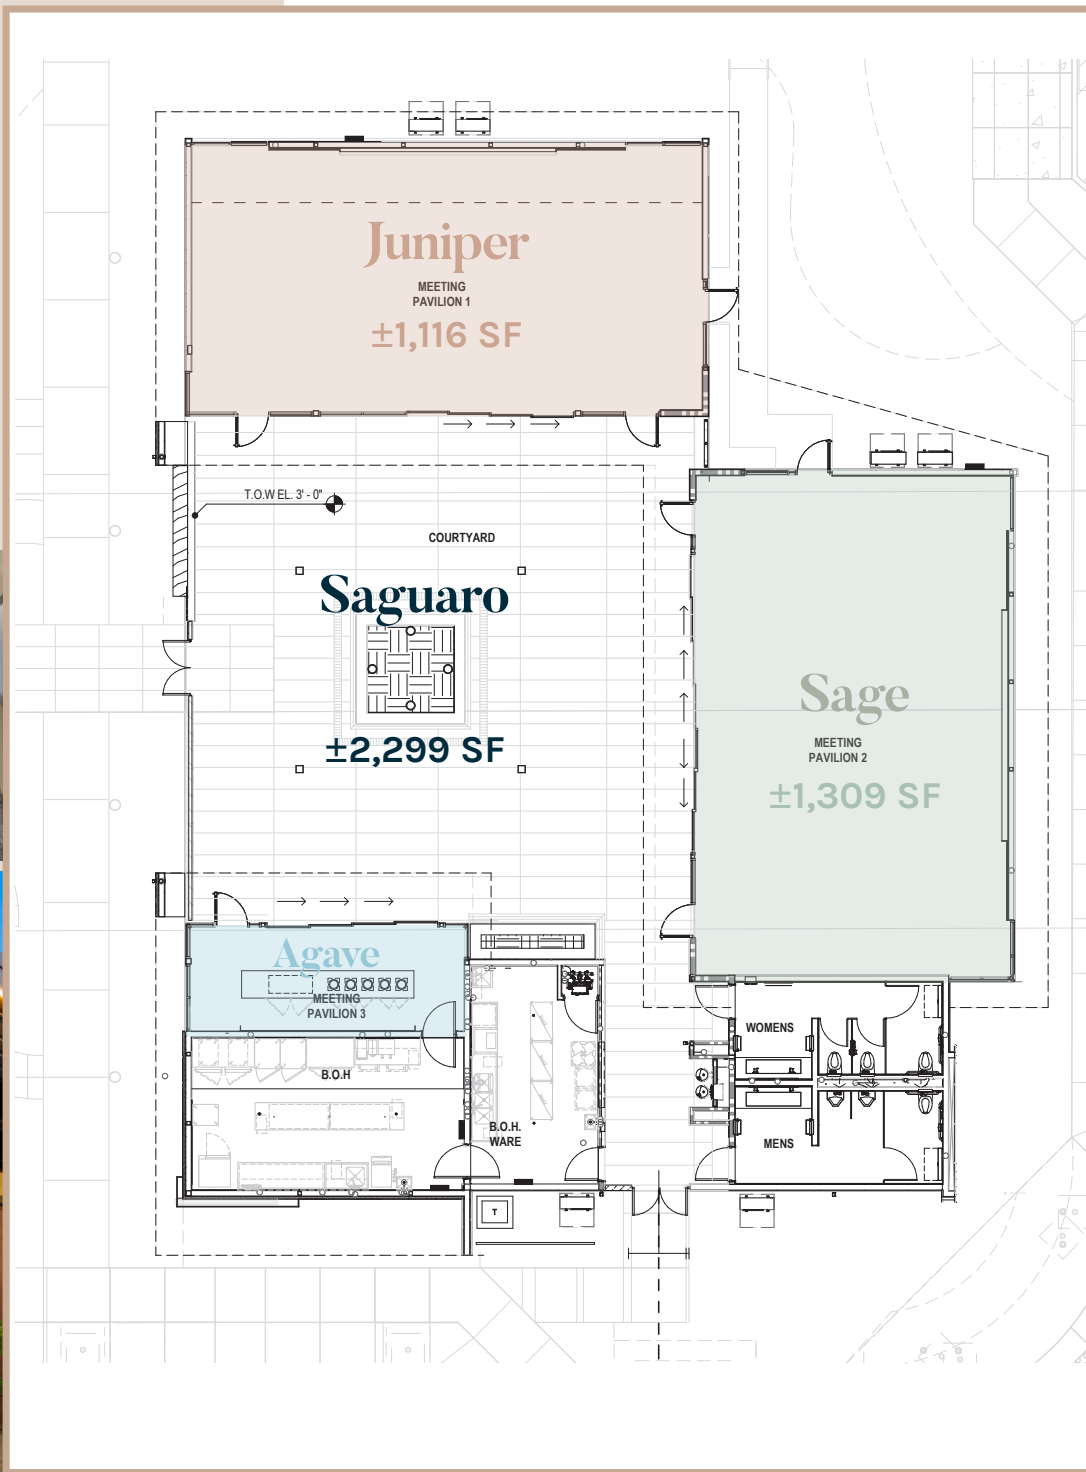 Juniper
MEETING
PAVILION 1
±1,116 SF
T.O.W EL. 3' - 0"
COURTYARD
Saguaro
±2,299 SF
Sage
MEETING
PAVILION 2
±1,309 SF
Agave
MEETING
PAVILION 3
B.O.H
B.O.H.
WARE
WOMENS
MENS
T